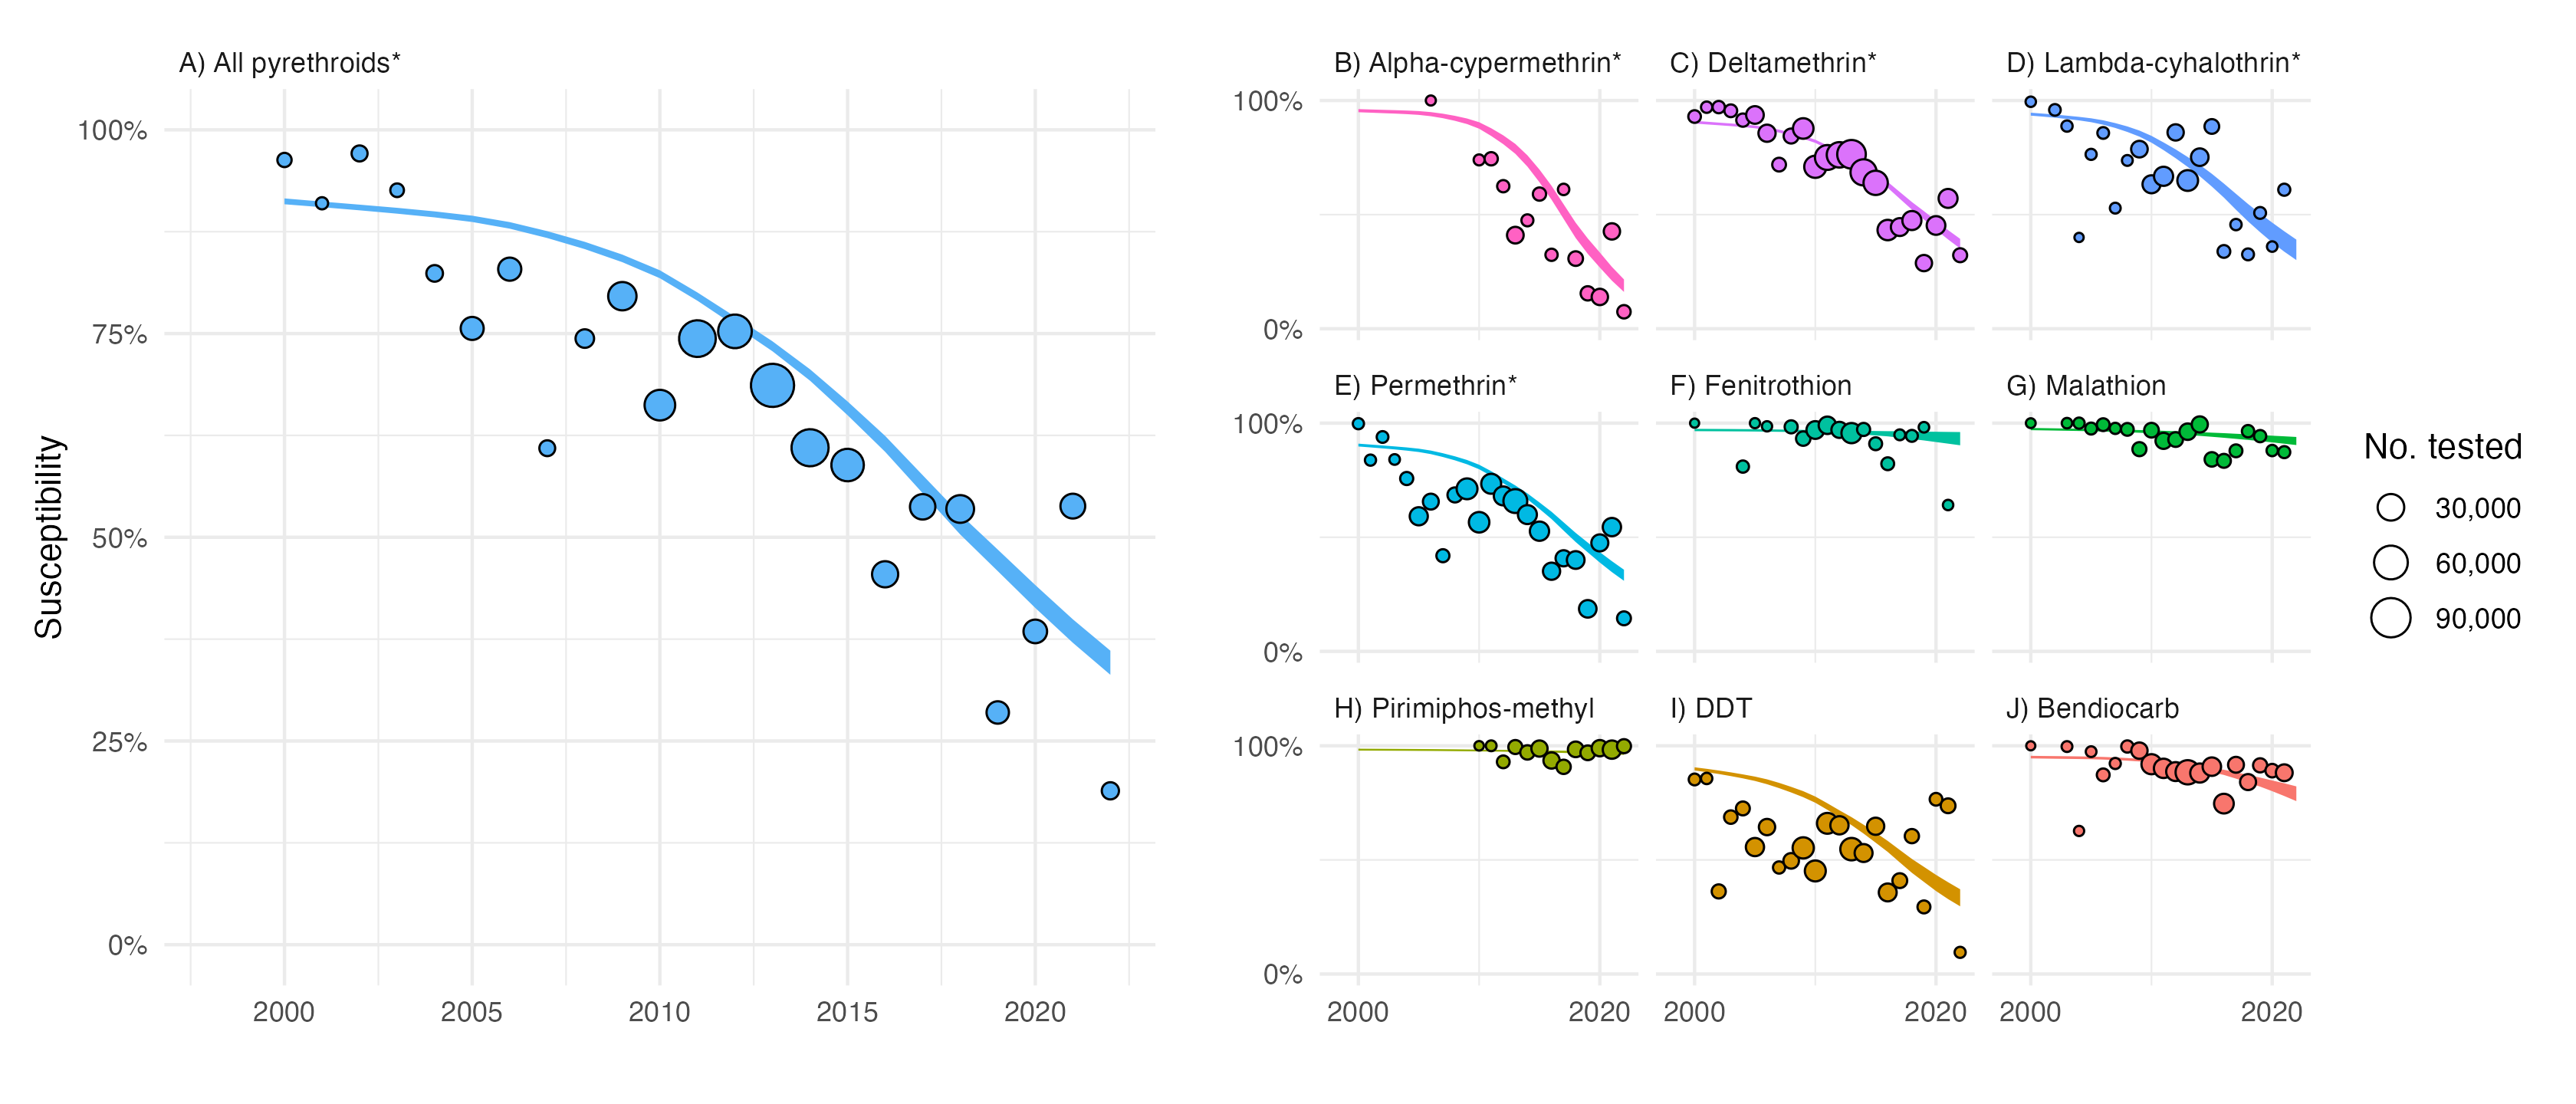 A) All pyrethroids*
100%
75%
50%
25%
0%
Susceptibility
2000 2005 2010 2015 2020
B) Alpha-cypermethrin* C) Deltamethrin* D) Lambda-cyhalothrin*
100%
0%
E) Permethrin* F) Fenitrothion G) Malathion
100%
0%
H) Pirimiphos-methyl I) DDT J) Bendiocarb
100%
0%
2000 2020 2000 2020 2000 2020
No. tested
30,000
60,000
90,000